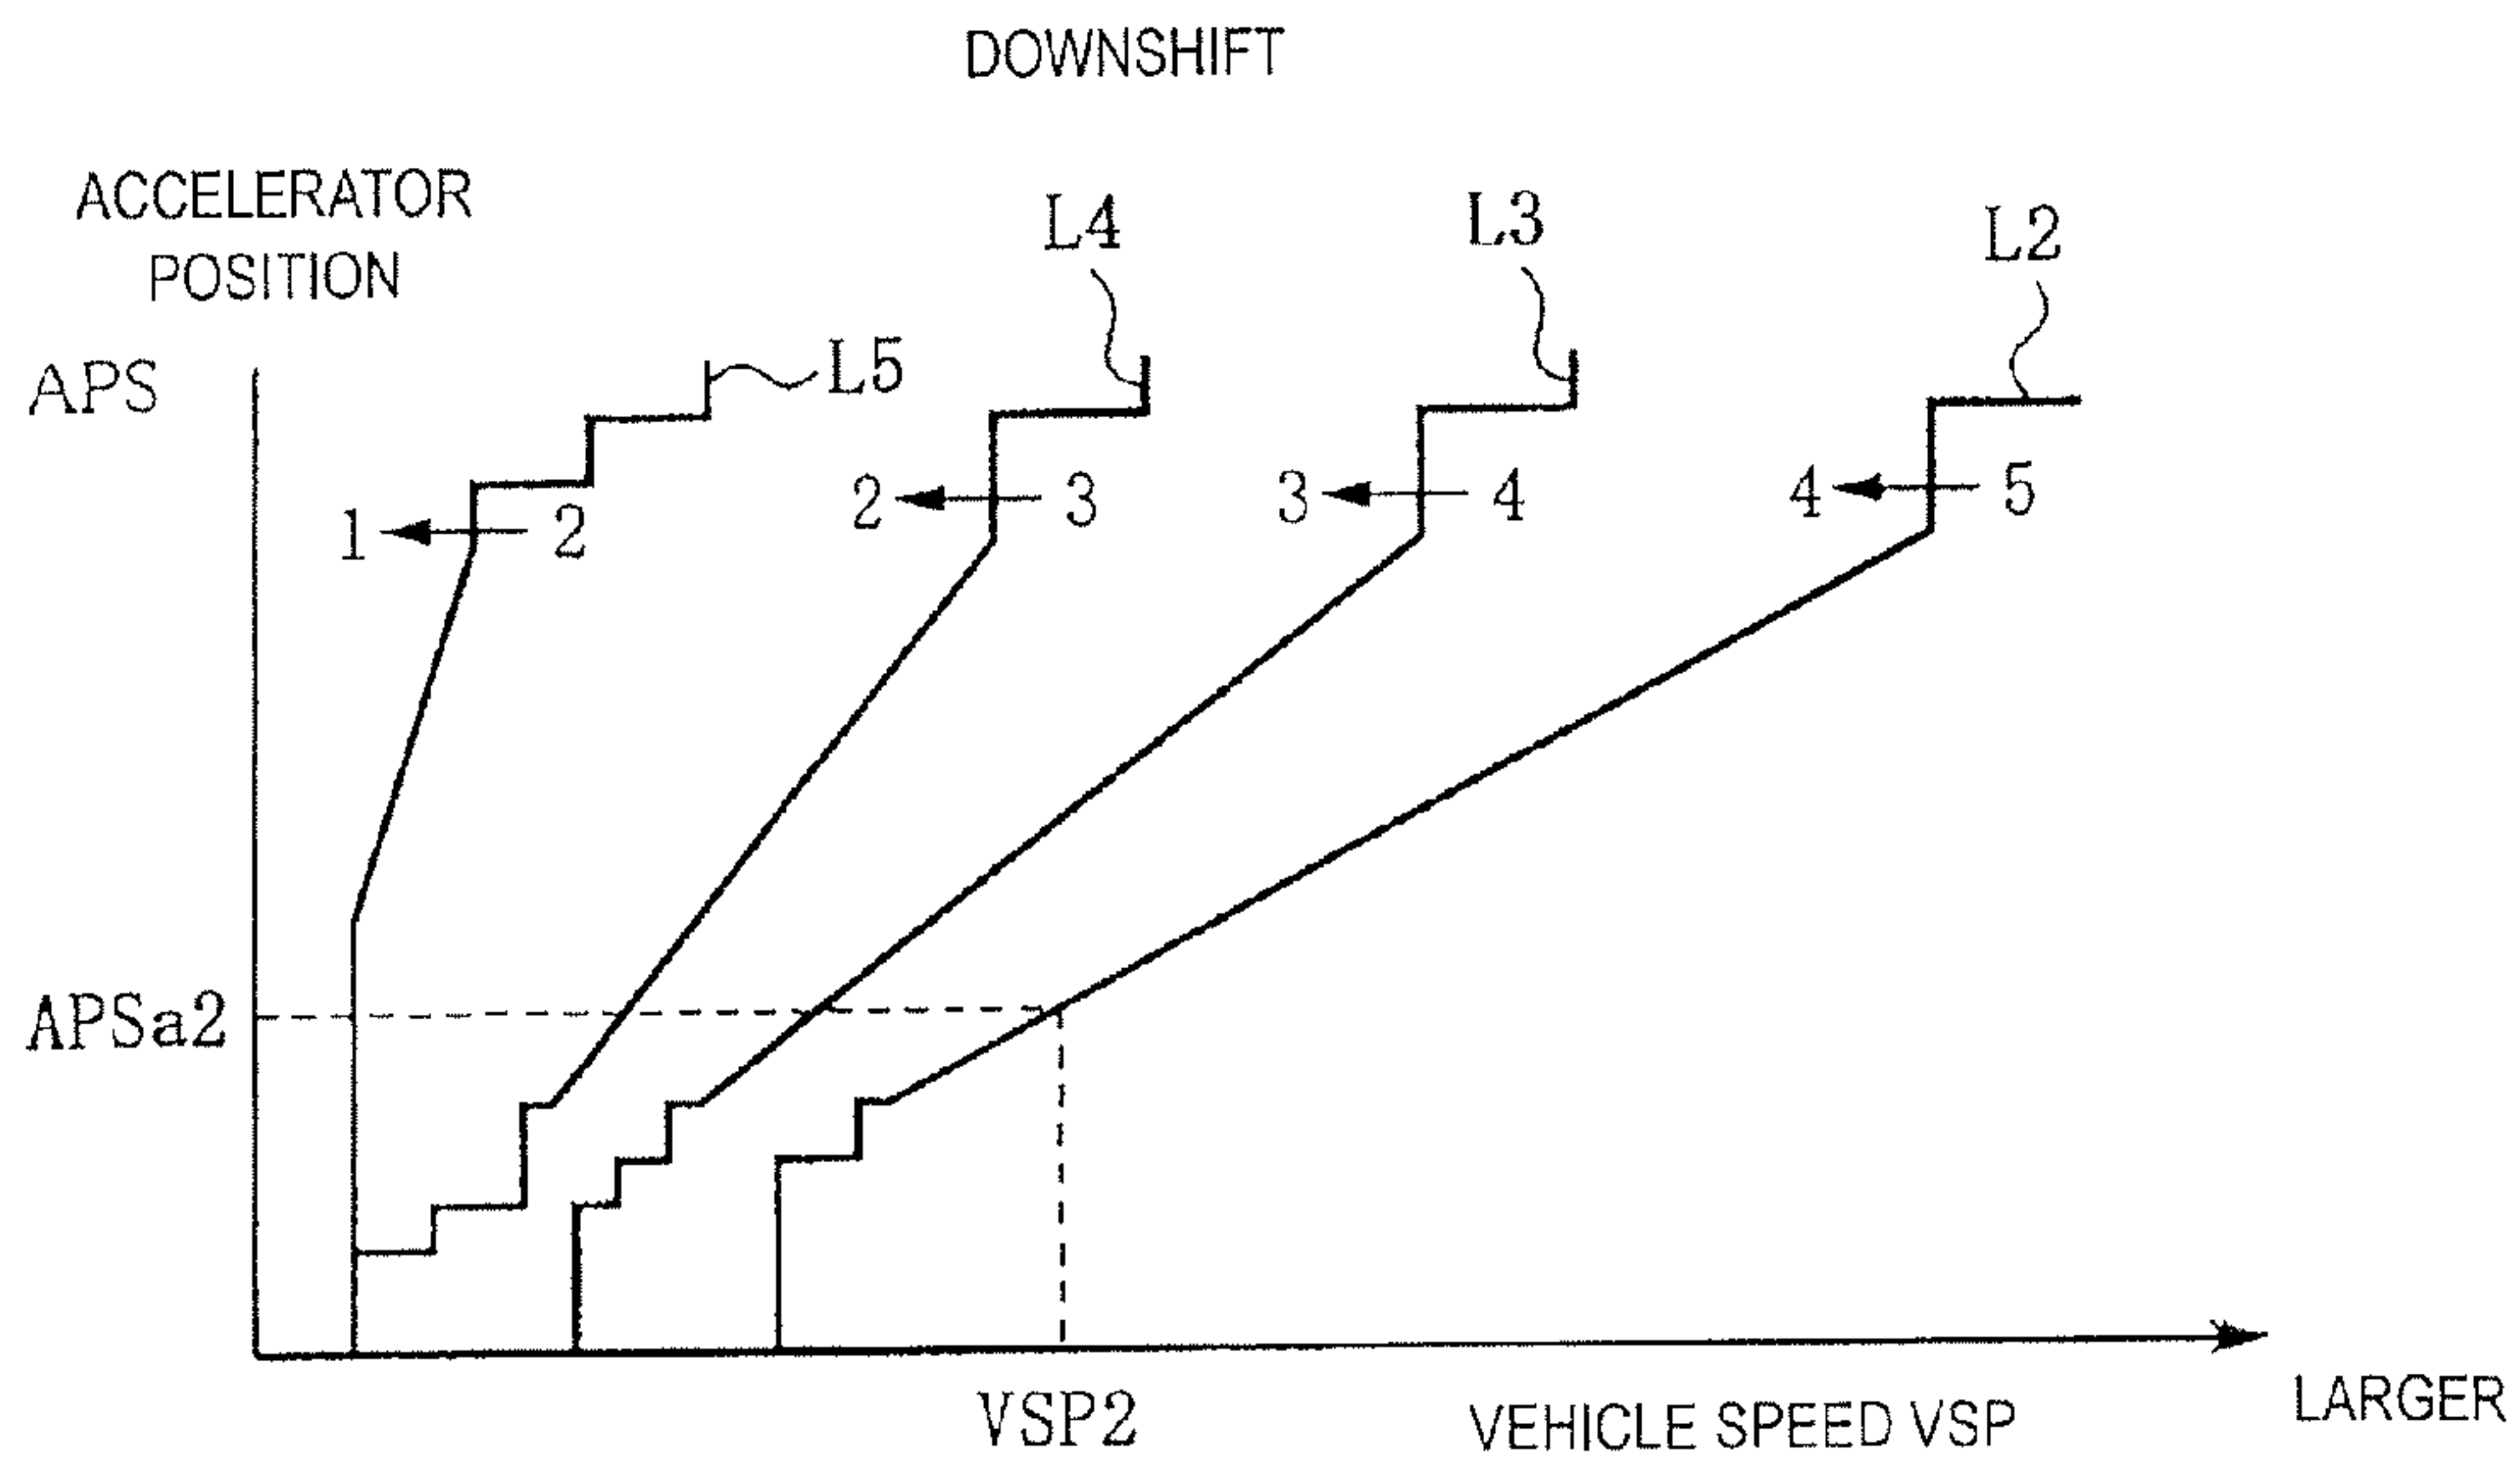 DOWNSHIFT
ACCELERATOR
POSITION
APS
L5
L4
L3
L2
1
2
2
3
3
4
4
5
APSa2
VSP2
VEHICLE SPEED VSP
LARGER